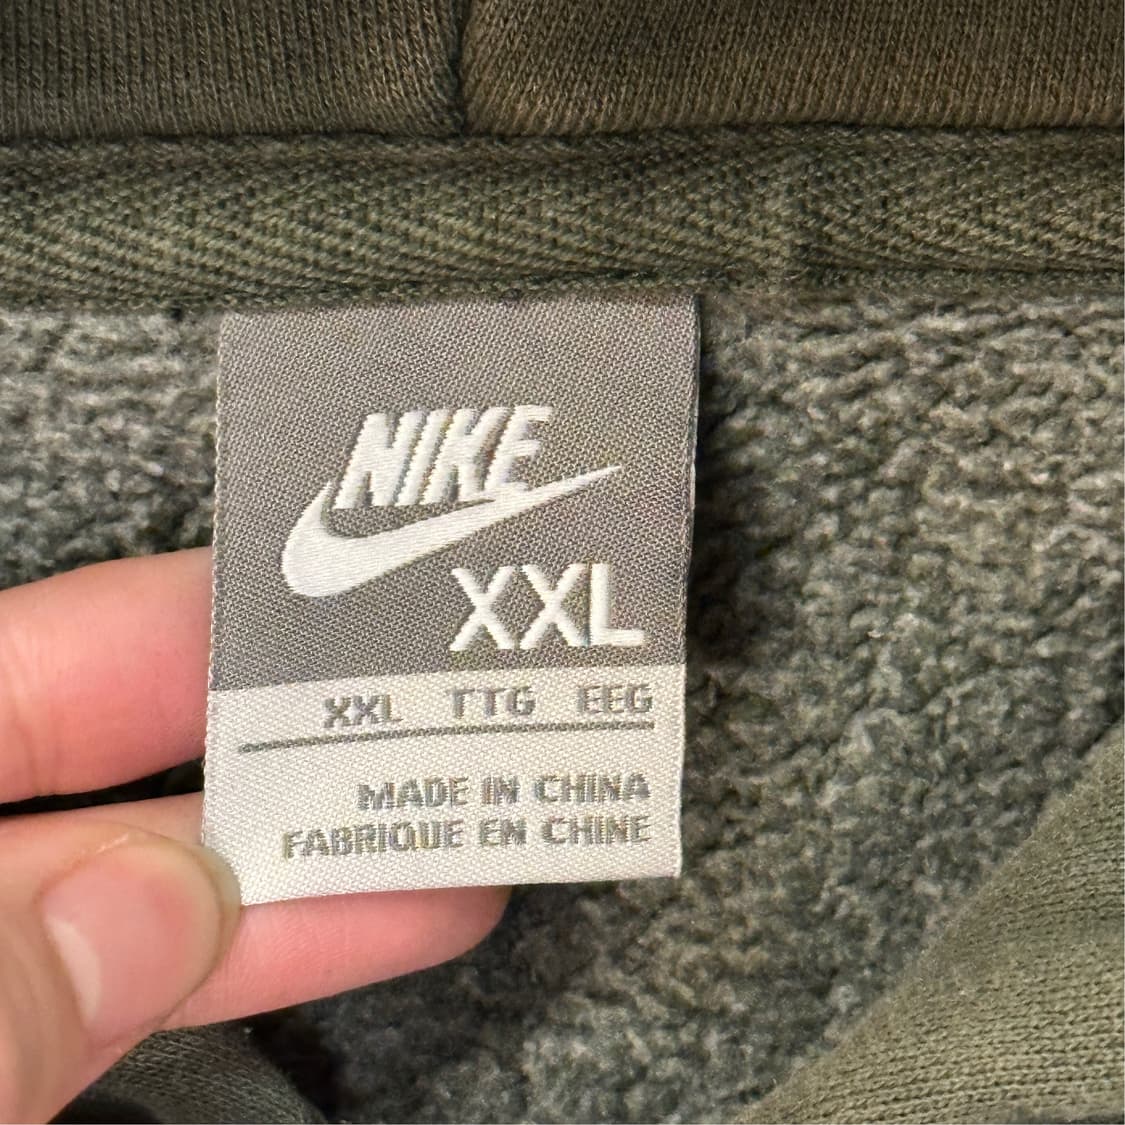 NIKE
XXL
XXL TTG EEG
MADE IN CHINA
FABRIQUE EN CHINE